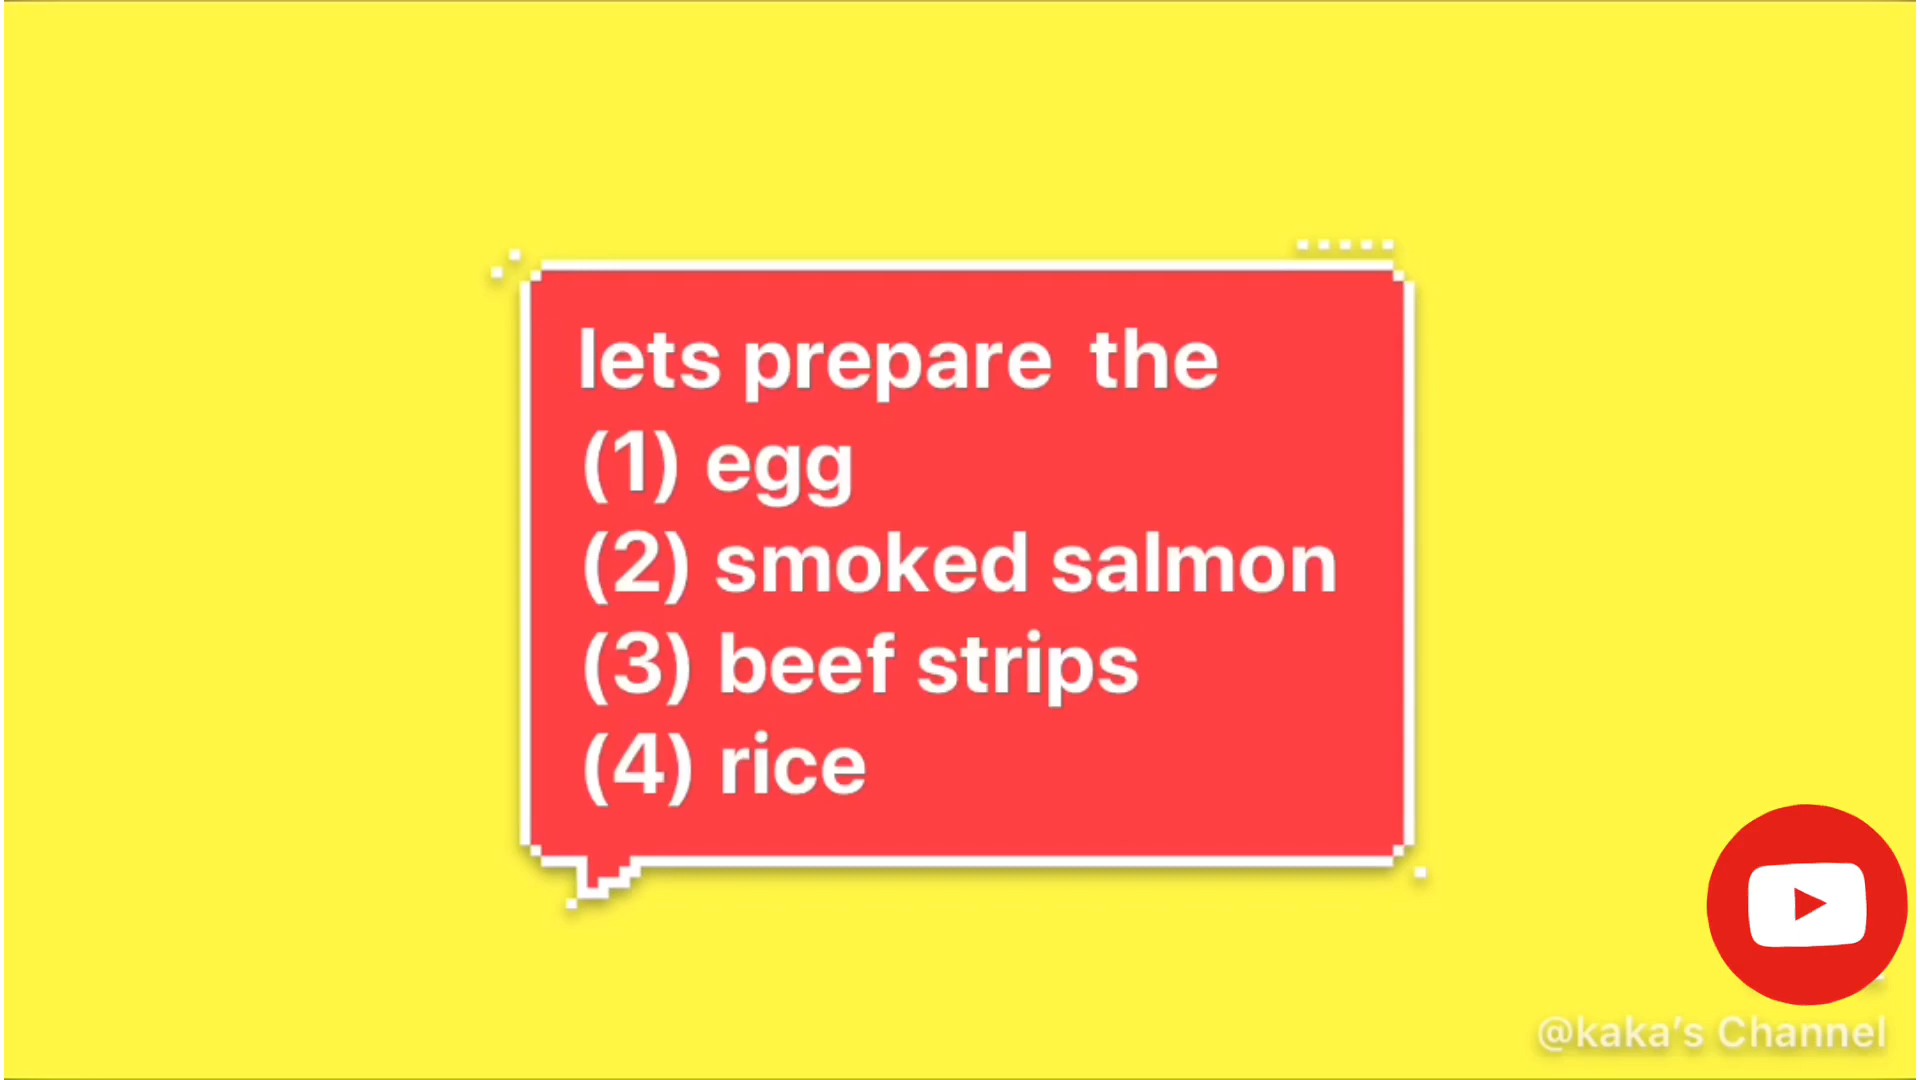 lets prepare  the
(1) egg
(2) smoked salmon
(3) beef strips
(4) rice
@kaka’s Channel